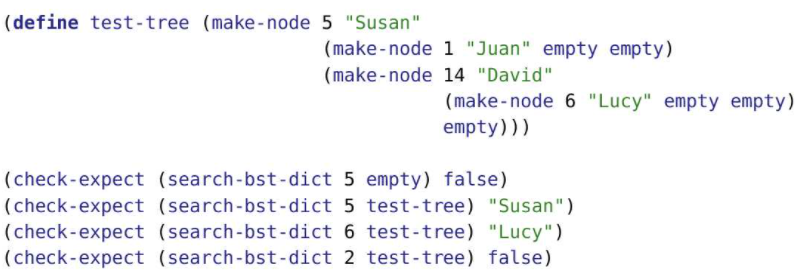 (define test-tree (make-node 5 "Susan"
(make-node 1 "Juan" empty empty)
(make-node 14 "David"
(make-node 6 "Lucy" empty empty)
empty)))
(check-expect (search-bst-dict 5 empty) false)
(check-expect (search-bst-dict 5 test-tree) "Susan")
(check-expect (search-bst-dict 6 test-tree) "Lucy")
(check-expect (search-bst-dict 2 test-tree) false)